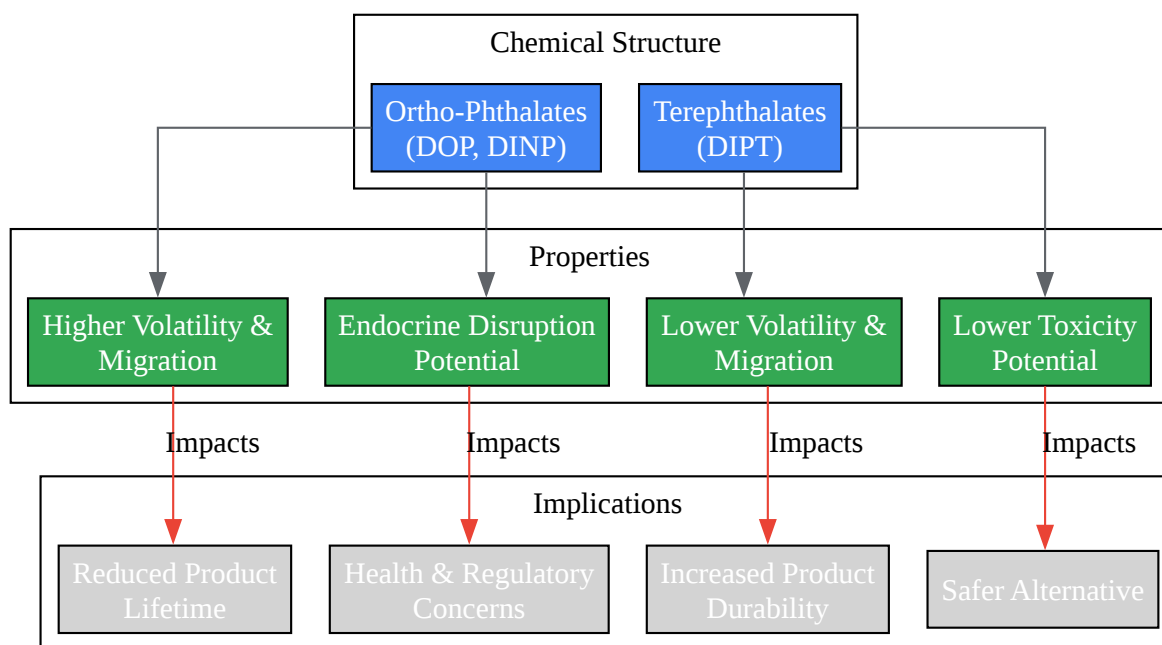 Chemical Structure
Ortho-Phthalates
(DOP, DINP)
Terephthalates
(DIPT)
Properties
Higher Volatility &
Migration
Endocrine Disruption
Potential
Lower Volatility &
Migration
Lower Toxicity
Potential
Impacts
Impacts
Impacts
Impacts
Implications
Reduced Product
Lifetime
Health & Regulatory
Concerns
Increased Product
Durability
Safer Alternative